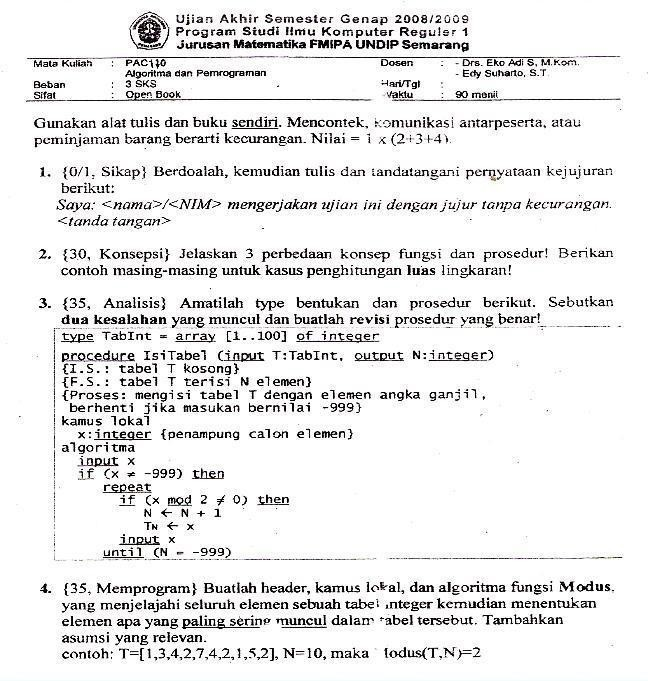 Ujian Akhir Semester Genap 2008/2009
Program Studi Ilmu Komputer Reguler 1
Jurusan Matematika FMIPA UNDIP Semarang
Mata Kuliah : PAC110 Dosen : - Drs. Eko Adi S, M.Kom.
Algoritma dan Pemrograman - Edy Suharto, S.T.
Beban : 3 SKS Hari/Tgl :
Sifat : Open Book Waktu : 90 menit
Gunakan alat tulis dan buku sendiri. Mencontek, komunikasi antarpeserta, atau
peminjaman barang berarti kecurangan. Nilai = 1 x (2+3+4).
1. {0/1, Sikap} Berdoalah, kemudian tulis dan tandatangani pernyataan kejujuran
berikut:
Saya: <nama>/<NIM> mengerjakan ujian ini dengan jujur tanpa kecurangan.
<tanda tangan>
2. {30, Konsepsi} Jelaskan 3 perbedaan konsep fungsi dan prosedur! Berikan
contoh masing-masing untuk kasus penghitungan luas lingkaran!
3. {35, Analisis} Amatilah type bentukan dan prosedur berikut. Sebutkan
dua kesalahan yang muncul dan buatlah revisi prosedur yang benar!
type TabInt = array [1..100] of integer
procedure IsiTabel (input T:TabInt, output N:integer)
{I.S.: tabel T kosong}
{F.S.: tabel T terisi N elemen}
{Proses: mengisi tabel T dengan elemen angka ganjil,
berhenti jika masukan bernilai -999}
kamus lokal
x:integer {penampung calon elemen}
algoritma
input x
if (x ≠ -999) then
repeat
if (x mod 2 ≠ 0) then
N ← N + 1
TN ← x
input x
until (N = -999)
4. {35, Memprogram} Buatlah header, kamus lokal, dan algoritma fungsi Modus,
yang menjelajahi seluruh elemen sebuah tabel integer kemudian menentukan
elemen apa yang paling sering muncul dalam tabel tersebut. Tambahkan
asumsi yang relevan.
contoh: T=[1,3,4,2,7,4,2,1,5,2], N=10, maka Modus(T,N)=2